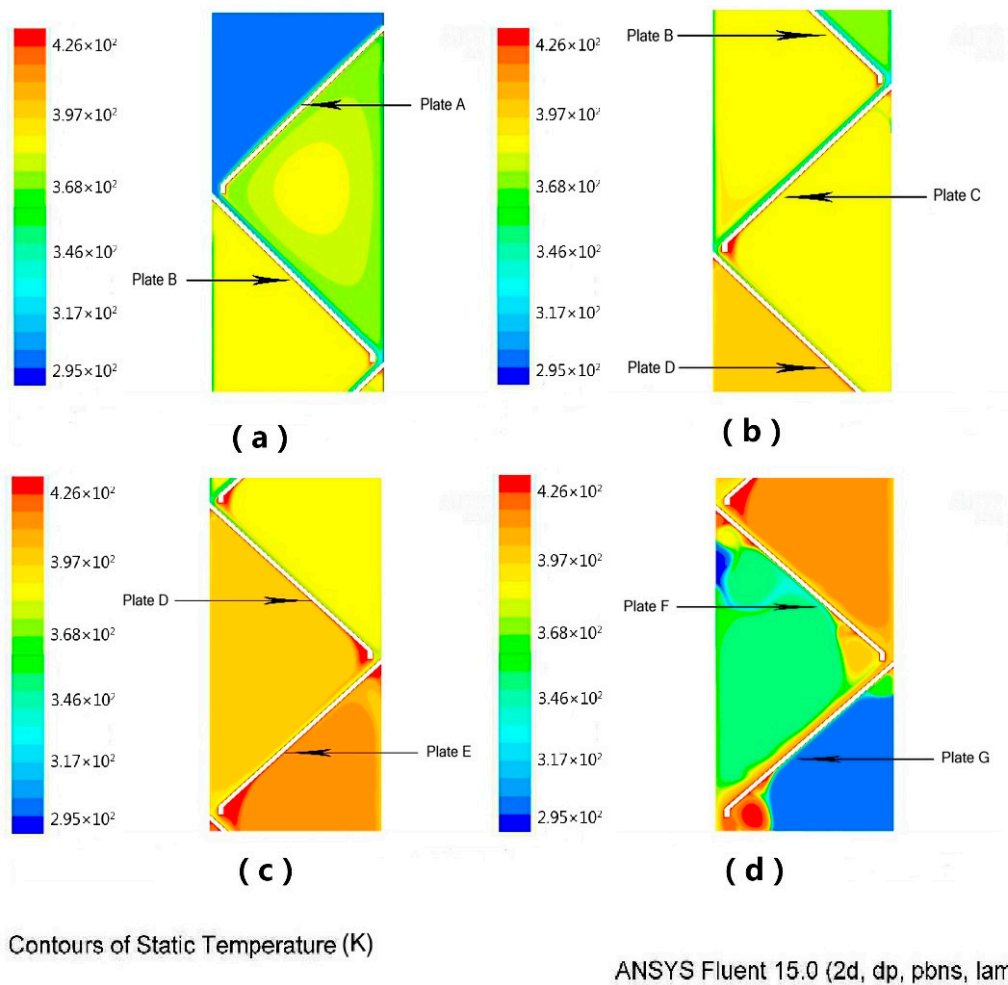 4.26×10²
3.97×10²
3.68×10²
3.46×10²
3.17×10²
2.95×10²
Plate A
Plate B
(a)
4.26×10²
3.97×10²
3.68×10²
3.46×10²
3.17×10²
2.95×10²
Plate B
Plate C
Plate D
(b)
4.26×10²
3.97×10²
3.68×10²
3.46×10²
3.17×10²
2.95×10²
Plate D
Plate E
(c)
4.26×10²
3.97×10²
3.68×10²
3.46×10²
3.17×10²
2.95×10²
Plate F
Plate G
(d)
Contours of Static Temperature (K)
ANSYS Fluent 15.0 (2d, dp, pbns, lam